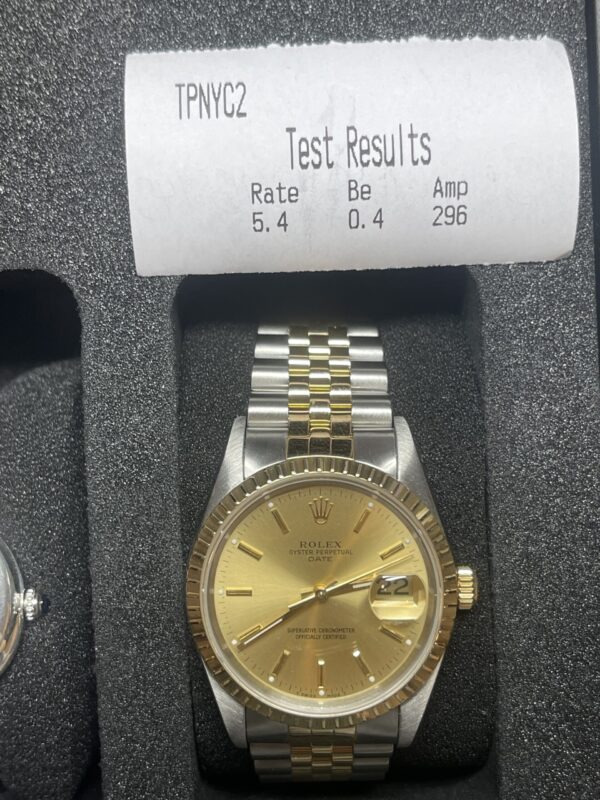 TPNYC2
Test Results
Rate Be Amp
5.4 0.4 296
ROLEX
OYSTER PERPETUAL
DATE
22
SUPERLATIVE CHRONOMETER
OFFICIALLY CERTIFIED